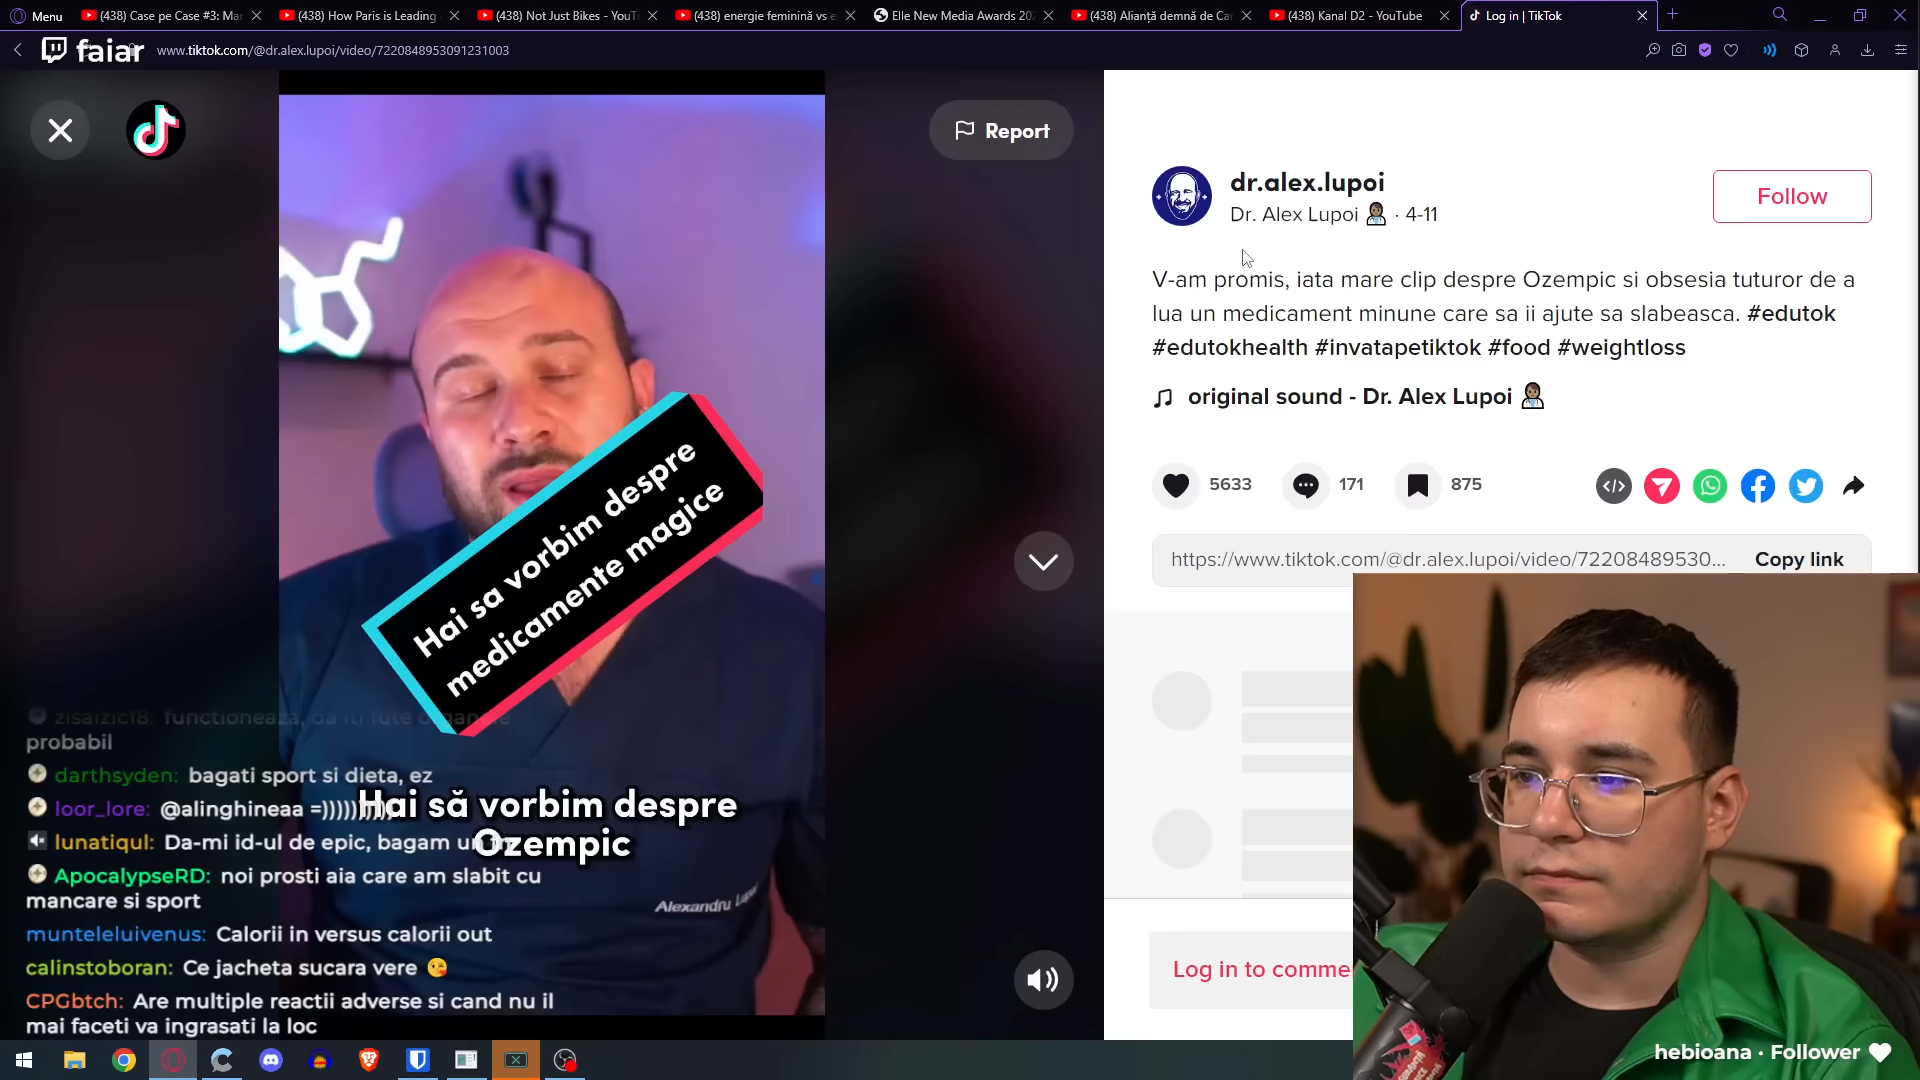 Menu
(438) Case pe Case #3: Mar
(438) How Paris is Leading
(438) Not Just Bikes - YouT
(438) energie feminină vs e
Elle New Media Awards 202
(438) Alianță demnă de Car
(438) Kanal D2 - YouTube
Log in | TikTok
faiar
www.tiktok.com/@dr.alex.lupoi/video/7220848953091231003
Report
dr.alex.lupoi
Dr. Alex Lupoi · 4-11
Follow
V-am promis, iata mare clip despre Ozempic si obsesia tuturor de a
lua un medicament minune care sa ii ajute sa slabeasca. #edutok
#edutokhealth #invatapetiktok #food #weightloss
original sound - Dr. Alex Lupoi
5633
171
875
https://www.tiktok.com/@dr.alex.lupoi/video/72208489530...
Copy link
Hai sa vorbim despre
medicamente magice
Hai să vorbim despre
Ozempic
Alexandru
zisaizic18: functioneaza, da iti fute organele
probabil
darthsyden: bagati sport si dieta, ez
loor_lore: @alinghineaa =))))))))))
lunatiqul: Da-mi id-ul de epic, bagam un
ApocalypseRD: noi prosti aia care am slabit cu
mancare si sport
munteleluivenus: Calorii in versus calorii out
calinstoboran: Ce jacheta sucara vere 😘
CPGbtch: Are multiple reactii adverse si cand nu il
mai faceti va ingrasati la loc
Log in to comme
hebioana · Follower